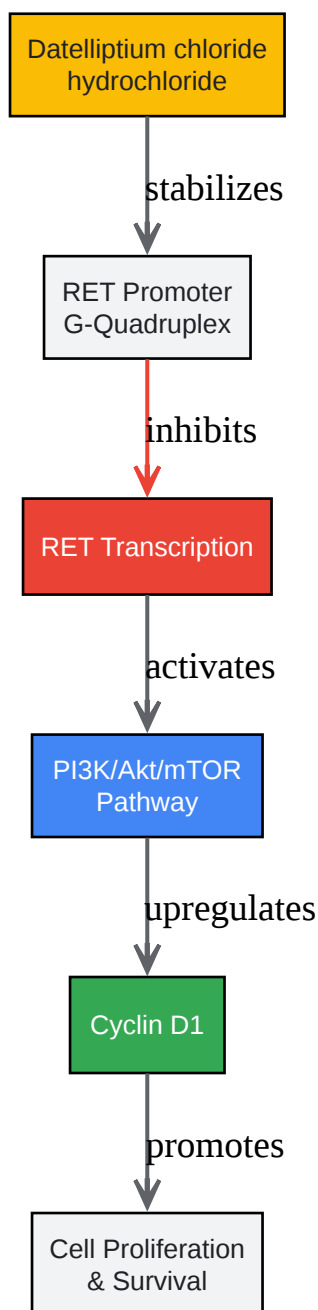 Datelliptium chloride
hydrochloride
stabilizes
RET Promoter
G-Quadruplex
inhibits
RET Transcription
activates
PI3K/Akt/mTOR
Pathway
upregulates
Cyclin D1
promotes
Cell Proliferation
& Survival